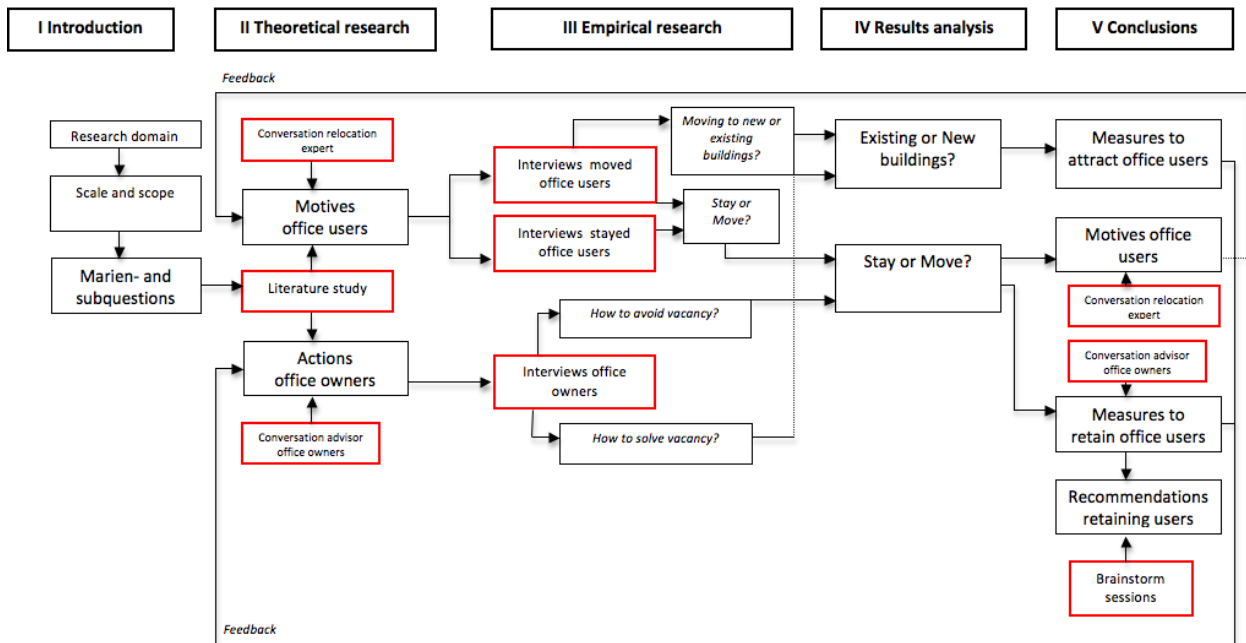 I Introduction
II Theoretical research
III Empirical research
IV Results analysis
V Conclusions
Feedback
Research domain
Scale and scope
Marien- and
subquestions
Conversation relocation
expert
Motives
office users
Literature study
Actions
office owners
Conversation advisor
office owners
Interviews moved
office users
Interviews stayed
office users
Interviews office
owners
Moving to new or
existing
buildings?
Stay or
Move?
How to avoid vacancy?
How to solve vacancy?
Existing or New
buildings?
Stay or Move?
Measures to
attract office users
Motives office
users
Conversation relocation
expert
Conversation advisor
office owners
Measures to
retain office users
Recommendations
retaining users
Brainstorm
sessions
Feedback